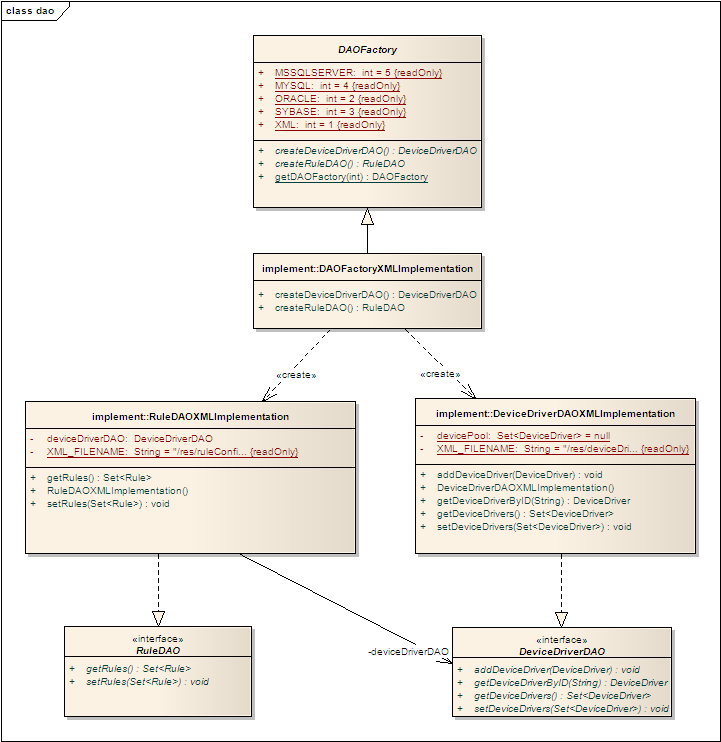 class dao
DAOFactory
+ MSSQLSERVER: int = 5 {readOnly}
+ MYSQL: int = 4 {readOnly}
+ ORACLE: int = 2 {readOnly}
+ SYBASE: int = 3 {readOnly}
+ XML: int = 1 {readOnly}
+ createDeviceDriverDAO() : DeviceDriverDAO
+ createRuleDAO() : RuleDAO
+ getDAOFactory(int) : DAOFactory
implement::DAOFactoryXMLImplementation
+ createDeviceDriverDAO() : DeviceDriverDAO
+ createRuleDAO() : RuleDAO
«create»
«create»
implement::RuleDAOXMLImplementation
- deviceDriverDAO: DeviceDriverDAO
- XML_FILENAME: String = "/res/ruleConfi... {readOnly}
+ getRules() : Set<Rule>
+ RuleDAOXMLImplementation()
+ setRules(Set<Rule>) : void
implement::DeviceDriverDAOXMLImplementation
- devicePool: Set<DeviceDriver> = null
- XML_FILENAME: String = "/res/deviceDri... {readOnly}
+ addDeviceDriver(DeviceDriver) : void
+ DeviceDriverDAOXMLImplementation()
+ getDeviceDriverByID(String) : DeviceDriver
+ getDeviceDrivers() : Set<DeviceDriver>
+ setDeviceDrivers(Set<DeviceDriver>) : void
«interface»
RuleDAO
+ getRules() : Set<Rule>
+ setRules(Set<Rule>) : void
-deviceDriverDAO
«interface»
DeviceDriverDAO
+ addDeviceDriver(DeviceDriver) : void
+ getDeviceDriverByID(String) : DeviceDriver
+ getDeviceDrivers() : Set<DeviceDriver>
+ setDeviceDrivers(Set<DeviceDriver>) : void